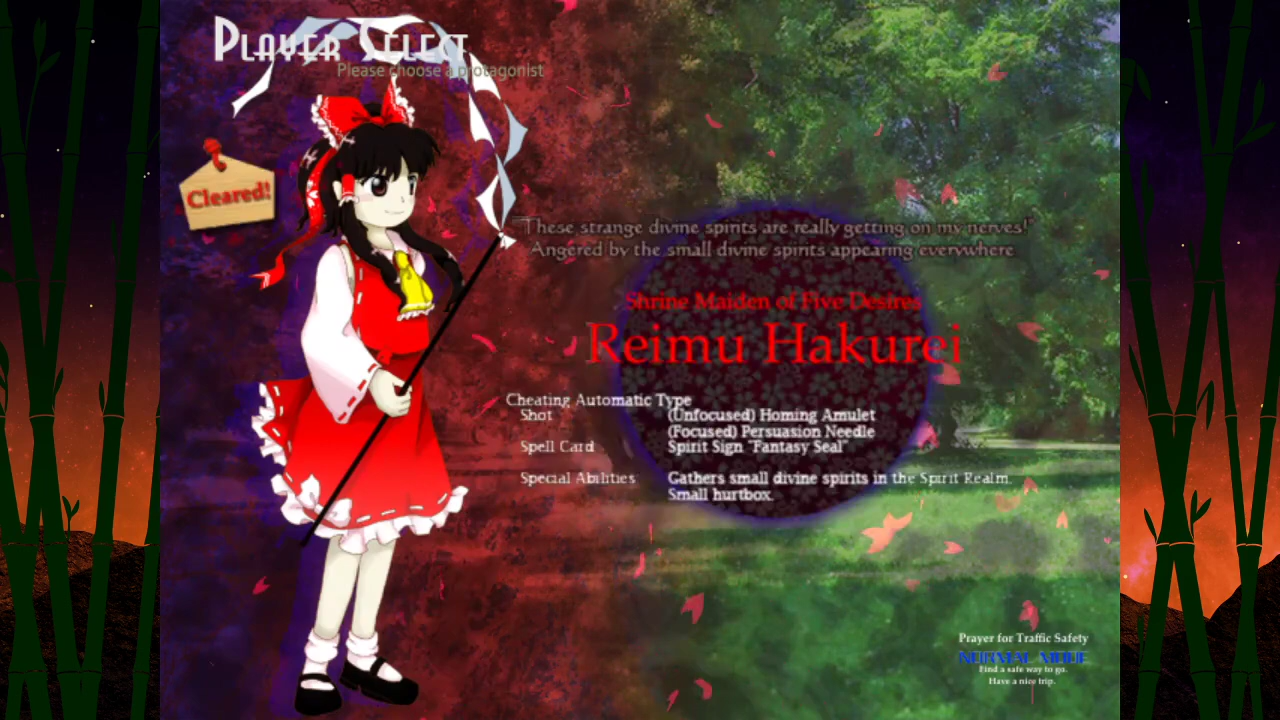 Player Select
Please choose a protagonist
Cleared!
"These strange divine spirits are really getting on my nerves!"
Angered by the small divine spirits appearing everywhere
Shrine Maiden of Five Desires
Reimu Hakurei
Cheating Automatic Type
Shot (Unfocused) Homing Amulet
(Focused) Persuasion Needle
Spell Card Spirit Sign "Fantasy Seal"
Special Abilities Gathers small divine spirits in the Spirit Realm.
Small hurtbox.
Prayer for Traffic Safety
NORMAL MODE
Find a safe way to go.
Have a nice trip.